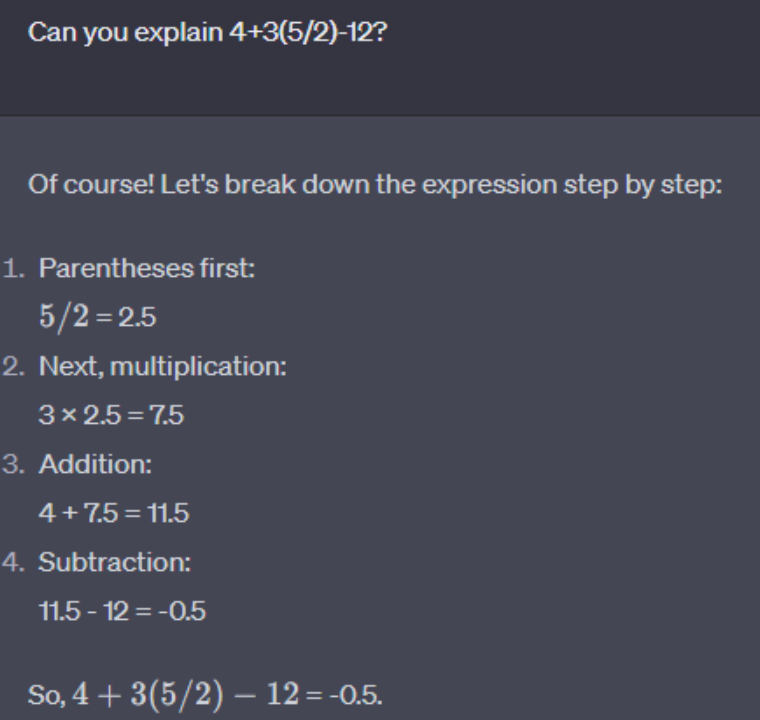 Can you explain 4+3(5/2)-12?
Of course! Let's break down the expression step by step:
1. Parentheses first:
5/2 = 2.5
2. Next, multiplication:
3 × 2.5 = 7.5
3. Addition:
4 + 7.5 = 11.5
4. Subtraction:
11.5 - 12 = -0.5
So, 4 + 3(5/2) − 12 = -0.5.